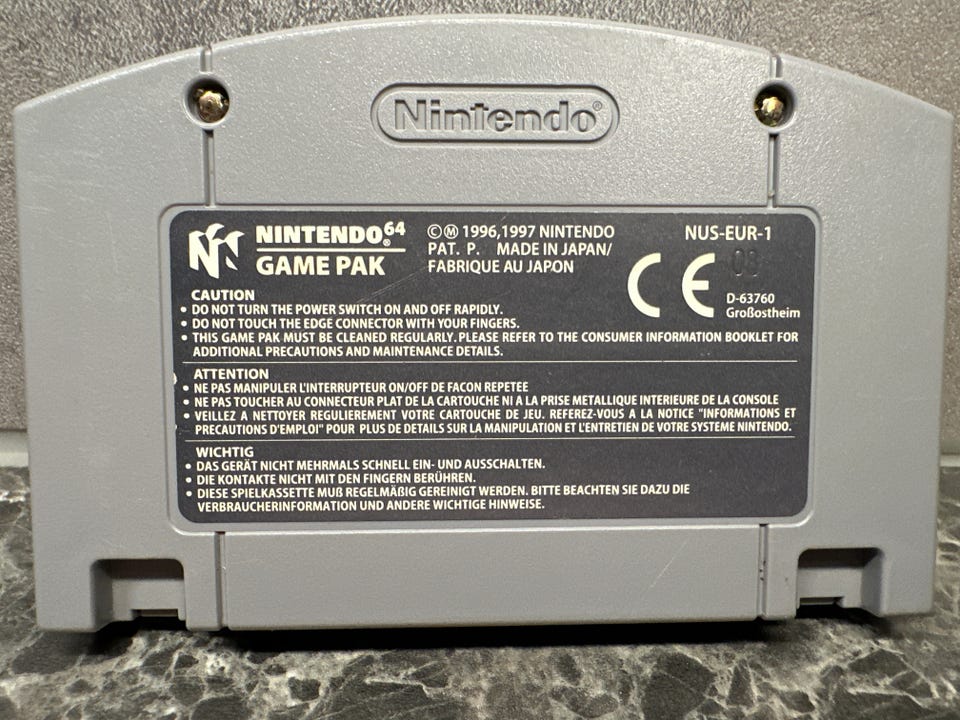 Nintendo®
NINTENDO 64®
GAME PAK
©Ⓜ 1996,1997 NINTENDO
PAT. P. MADE IN JAPAN/
FABRIQUE AU JAPON
NUS-EUR-1
CE
D-63760
Großostheim
CAUTION
• DO NOT TURN THE POWER SWITCH ON AND OFF RAPIDLY.
• DO NOT TOUCH THE EDGE CONNECTOR WITH YOUR FINGERS.
• THIS GAME PAK MUST BE CLEANED REGULARLY. PLEASE REFER TO THE CONSUMER INFORMATION BOOKLET FOR
ADDITIONAL PRECAUTIONS AND MAINTENANCE DETAILS.
ATTENTION
• NE PAS MANIPULER L'INTERRUPTEUR ON/OFF DE FACON REPETEE
• NE PAS TOUCHER AU CONNECTEUR PLAT DE LA CARTOUCHE NI A LA PRISE METALLIQUE INTERIEURE DE LA CONSOLE
• VEILLEZ A NETTOYER REGULIEREMENT VOTRE CARTOUCHE DE JEU. REFEREZ-VOUS A LA NOTICE "INFORMATIONS ET
PRECAUTIONS D'EMPLOI" POUR PLUS DE DETAILS SUR LA MANIPULATION ET L'ENTRETIEN DE VOTRE SYSTEME NINTENDO.
WICHTIG
• DAS GERÄT NICHT MEHRMALS SCHNELL EIN- UND AUSSCHALTEN.
• DIE KONTAKTE NICHT MIT DEN FINGERN BERÜHREN.
• DIESE SPIELKASSETTE MUß REGELMÄßIG GEREINIGT WERDEN. BITTE BEACHTEN SIE DAZU DIE
VERBRAUCHERINFORMATION UND ANDERE WICHTIGE HINWEISE.